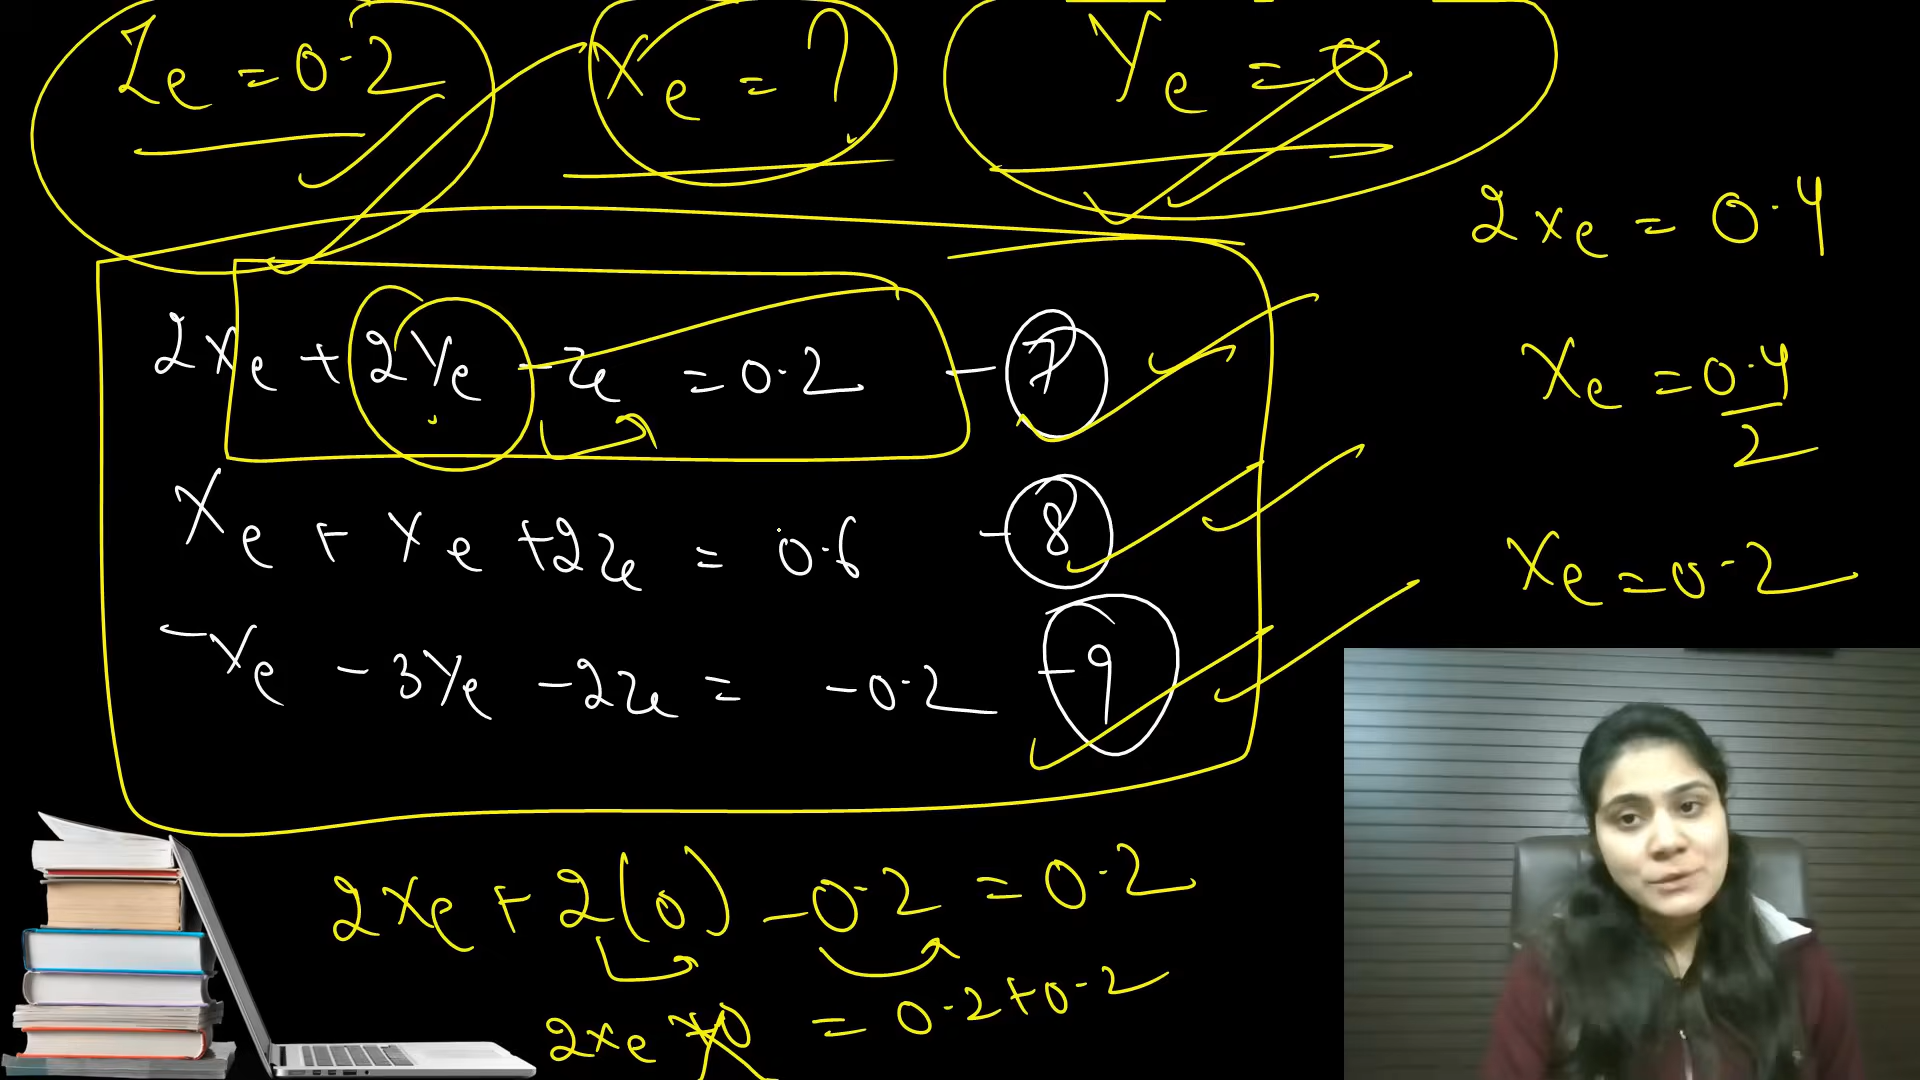 Ze = 0.2
Xe = ?
Ye = 0
2Xe + 2Ye - Ze = 0.2 - 7
Xe + Ye + 2Ze = 0.6 - 8
-Xe - 3Ye - 2Ze = -0.2 - 9
2Xe + 2(0) - 0.2 = 0.2
2xe +0 = 0.2+0.2
2xe = 0.4
Xe = 0.4
2
Xe = 0.2